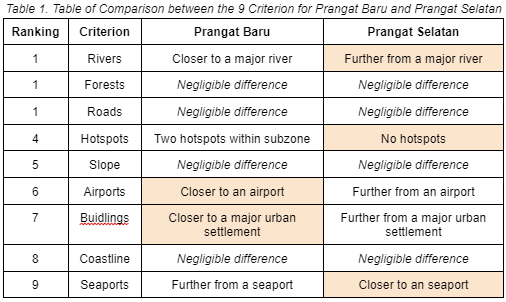 Table 1. Table of Comparison between the 9 Criterion for Prangat Baru and Prangat Selatan
Ranking Criterion Prangat Baru Prangat Selatan
1 Rivers Closer to a major river Further from a major river
1 Forests Negligible difference Negligible difference
1 Roads Negligible difference Negligible difference
4 Hotspots Two hotspots within subzone No hotspots
5 Slope Negligible difference Negligible difference
6 Airports Closer to an airport Further from an airport
7 Buidlings Closer to a major urban Further from a major urban
settlement settlement
8 Coastline Negligible difference Negligible difference
9 Seaports Further from a seaport Closer to an seaport